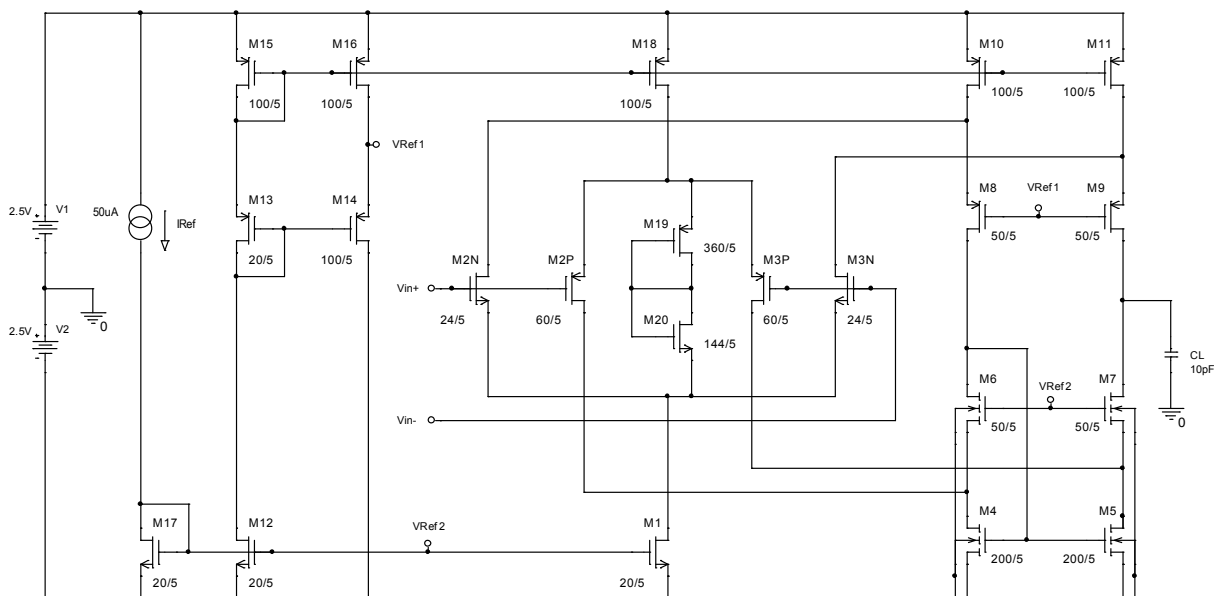 M15
M16
M18
M10
M11
100/5
100/5
100/5
100/5
100/5
VRef1
M13
M14
M8
VRef1
M9
2.5V
V1
50uA
IRef
M19
20/5
100/5
360/5
50/5
50/5
M2N
M2P
M3P
M3N
Vin+
0
2.5V
V2
M20
24/5
60/5
144/5
60/5
24/5
CL
10pF
M6
VRef2
M7
Vin-
50/5
50/5
0
M17
M12
VRef2
M1
M4
M5
20/5
20/5
20/5
200/5
200/5